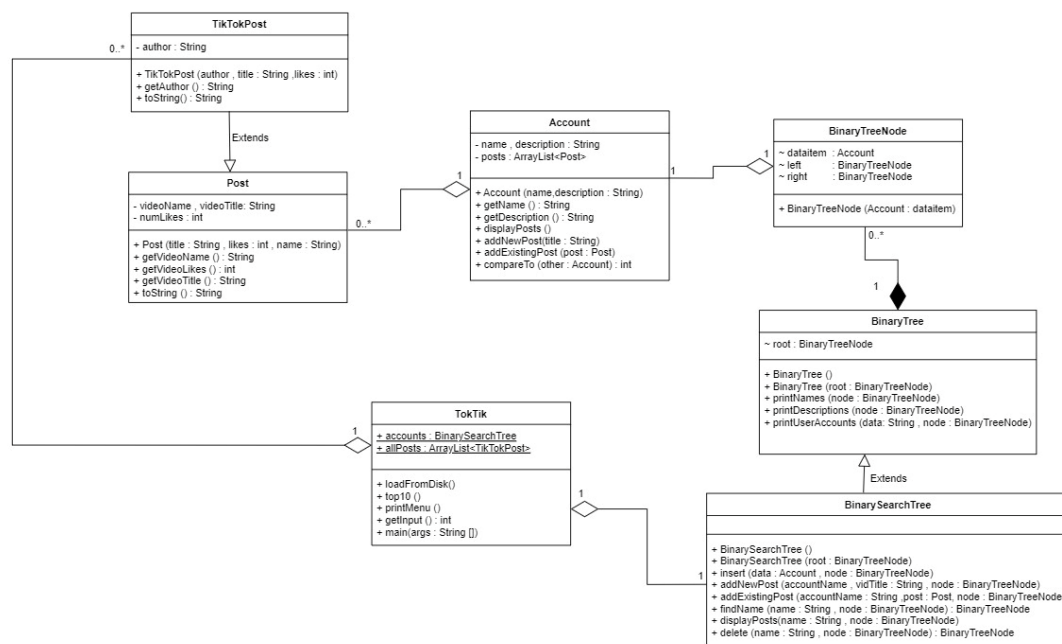 TikTokPost
- author : String
+ TikTokPost (author , title : String ,likes : int)
+ getAuthor () : String
+ toString() : String
0..*
Extends
Post
- videoName , videoTitle: String
- numLikes : int
+ Post (title : String , likes : int , name : String)
+ getVideoName () : String
+ getVideoLikes () : int
+ getVideoTitle () : String
+ toString () : String
0..*
1
Account
- name , description : String
- posts : ArrayList<Post>
+ Account (name,description : String)
+ getName () : String
+ getDescription () : String
+ displayPosts ()
+ addNewPost(title : String)
+ addExistingPost (post : Post)
+ compareTo (other : Account) : int
1
1
BinaryTreeNode
~ dataitem : Account
~ left : BinaryTreeNode
~ right : BinaryTreeNode
+ BinaryTreeNode (Account : dataitem)
0..*
1
BinaryTree
~ root : BinaryTreeNode
+ BinaryTree ()
+ BinaryTree (root : BinaryTreeNode)
+ printNames (node : BinaryTreeNode)
+ printDescriptions (node : BinaryTreeNode)
+ printUserAccounts (data: String , node : BinaryTreeNode)
Extends
TokTik
+ accounts : BinarySearchTree
+ allPosts : ArrayList<TikTokPost>
+ loadFromDisk()
+ top10 ()
+ printMenu ()
+ getInput () : int
+ main(args : String [])
1
1
1
BinarySearchTree
+ BinarySearchTree ()
+ BinarySearchTree (root : BinaryTreeNode)
+ insert (data : Account , node : BinaryTreeNode)
+ addNewPost (accountName , vidTitle : String , node : BinaryTreeNode)
+ addExistingPost (accountName : String ,post : Post, node : BinaryTreeNode
+ findName (name : String , node : BinaryTreeNode) : BinaryTreeNode
+ displayPosts(name : String , node : BinaryTreeNode)
+ delete (name : String , node : BinaryTreeNode) : BinaryTreeNode